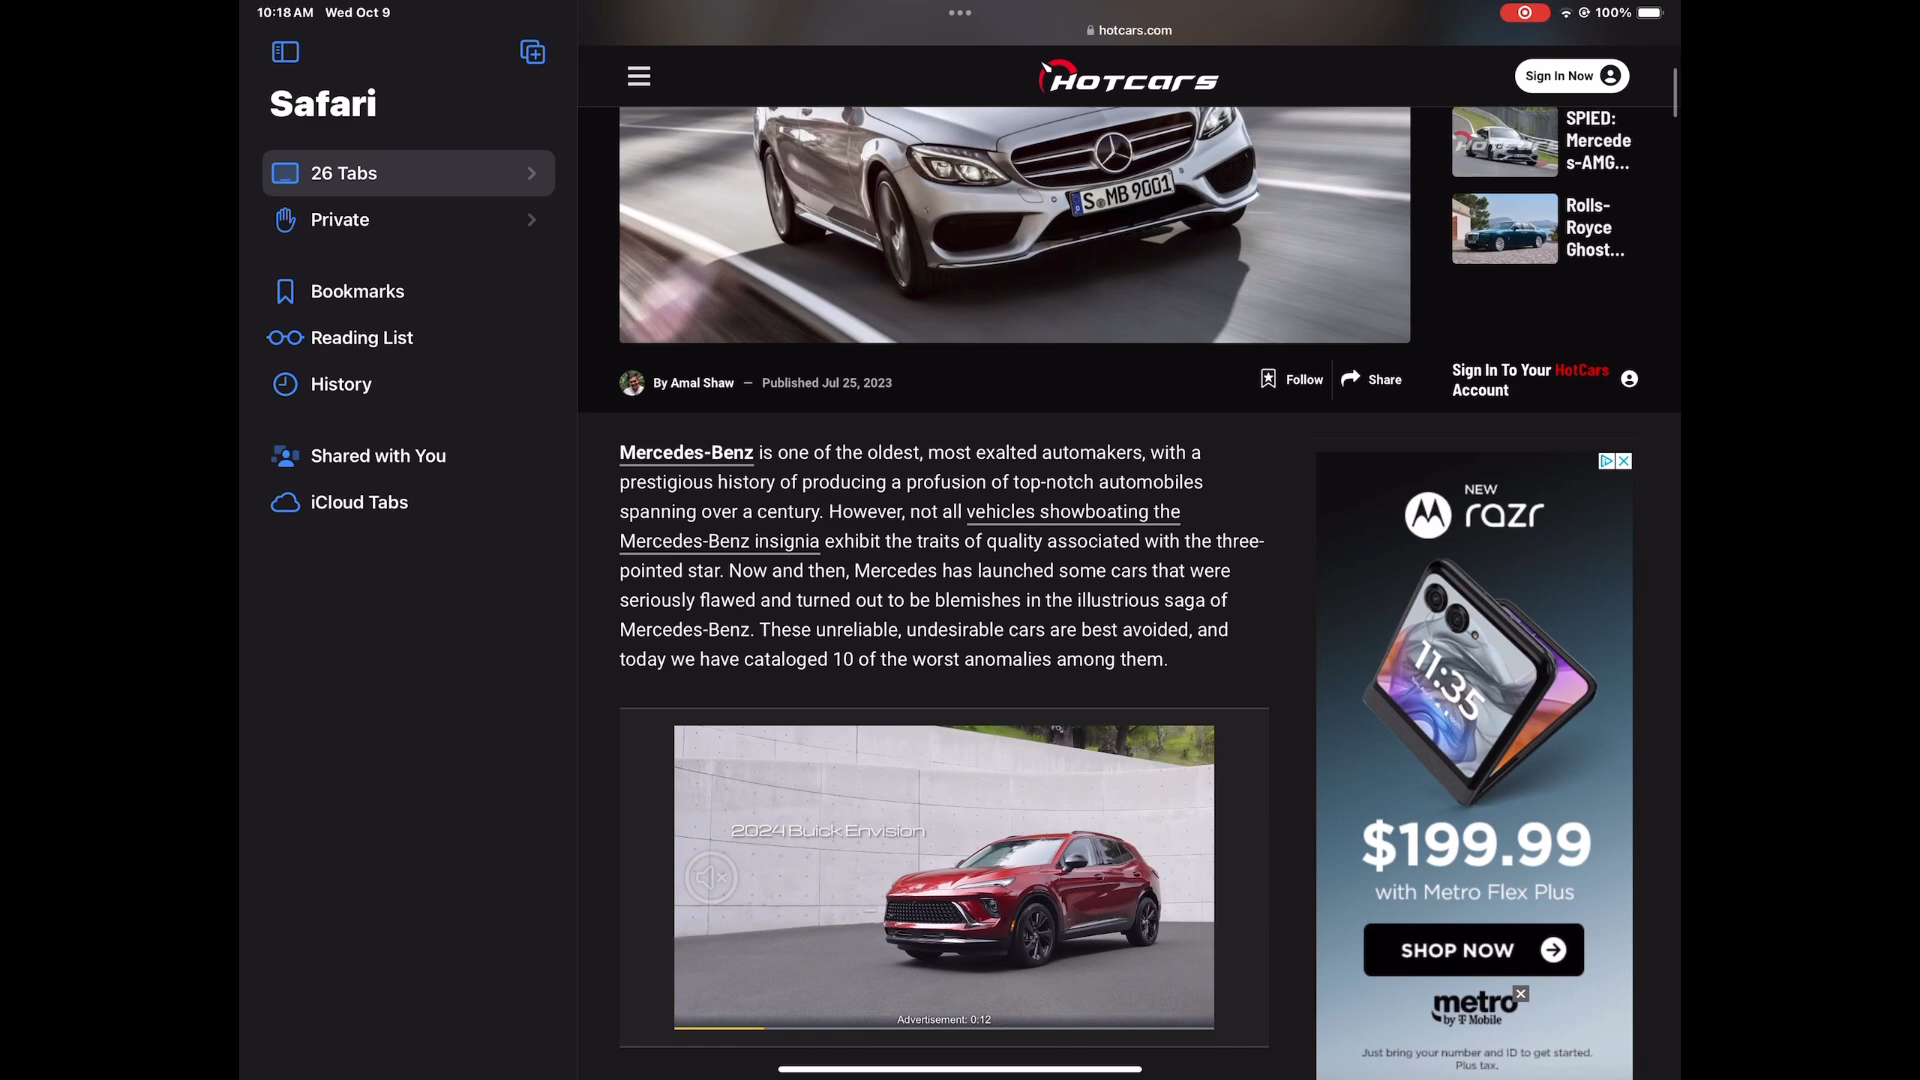 10:18 AM Wed Oct 9
100%
hotcars.com
Safari
26 Tabs
Private
Bookmarks
Reading List
History
Shared with You
iCloud Tabs
HOTCARS
Sign In Now
S MB 9001
SPIED:
Mercede
s-AMG...
Rolls-
Royce
Ghost...
By Amal Shaw — Published Jul 25, 2023
Follow
Share
Sign In To Your HotCars
Account
Mercedes-Benz is one of the oldest, most exalted automakers, with a
prestigious history of producing a profusion of top-notch automobiles
spanning over a century. However, not all vehicles showboating the
Mercedes-Benz insignia exhibit the traits of quality associated with the three-
pointed star. Now and then, Mercedes has launched some cars that were
seriously flawed and turned out to be blemishes in the illustrious saga of
Mercedes-Benz. These unreliable, undesirable cars are best avoided, and
today we have cataloged 10 of the worst anomalies among them.
2024 Buick Envision
Advertisement: 0:12
NEW
razr
11:35
$199.99
with Metro Flex Plus
SHOP NOW
metro
by T Mobile
Just bring your number and ID to get started.
Plus tax.